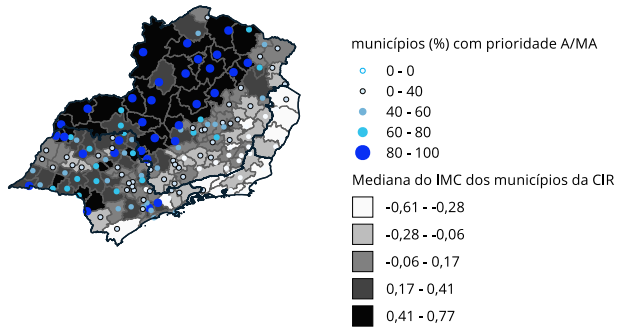 municípios (%) com prioridade A/MA
0 - 0
0 - 40
40 - 60
60 - 80
80 - 100
Mediana do IMC dos municípios da CIR
-0,61 - -0,28
-0,28 - -0,06
-0,06 - 0,17
0,17 - 0,41
0,41 - 0,77